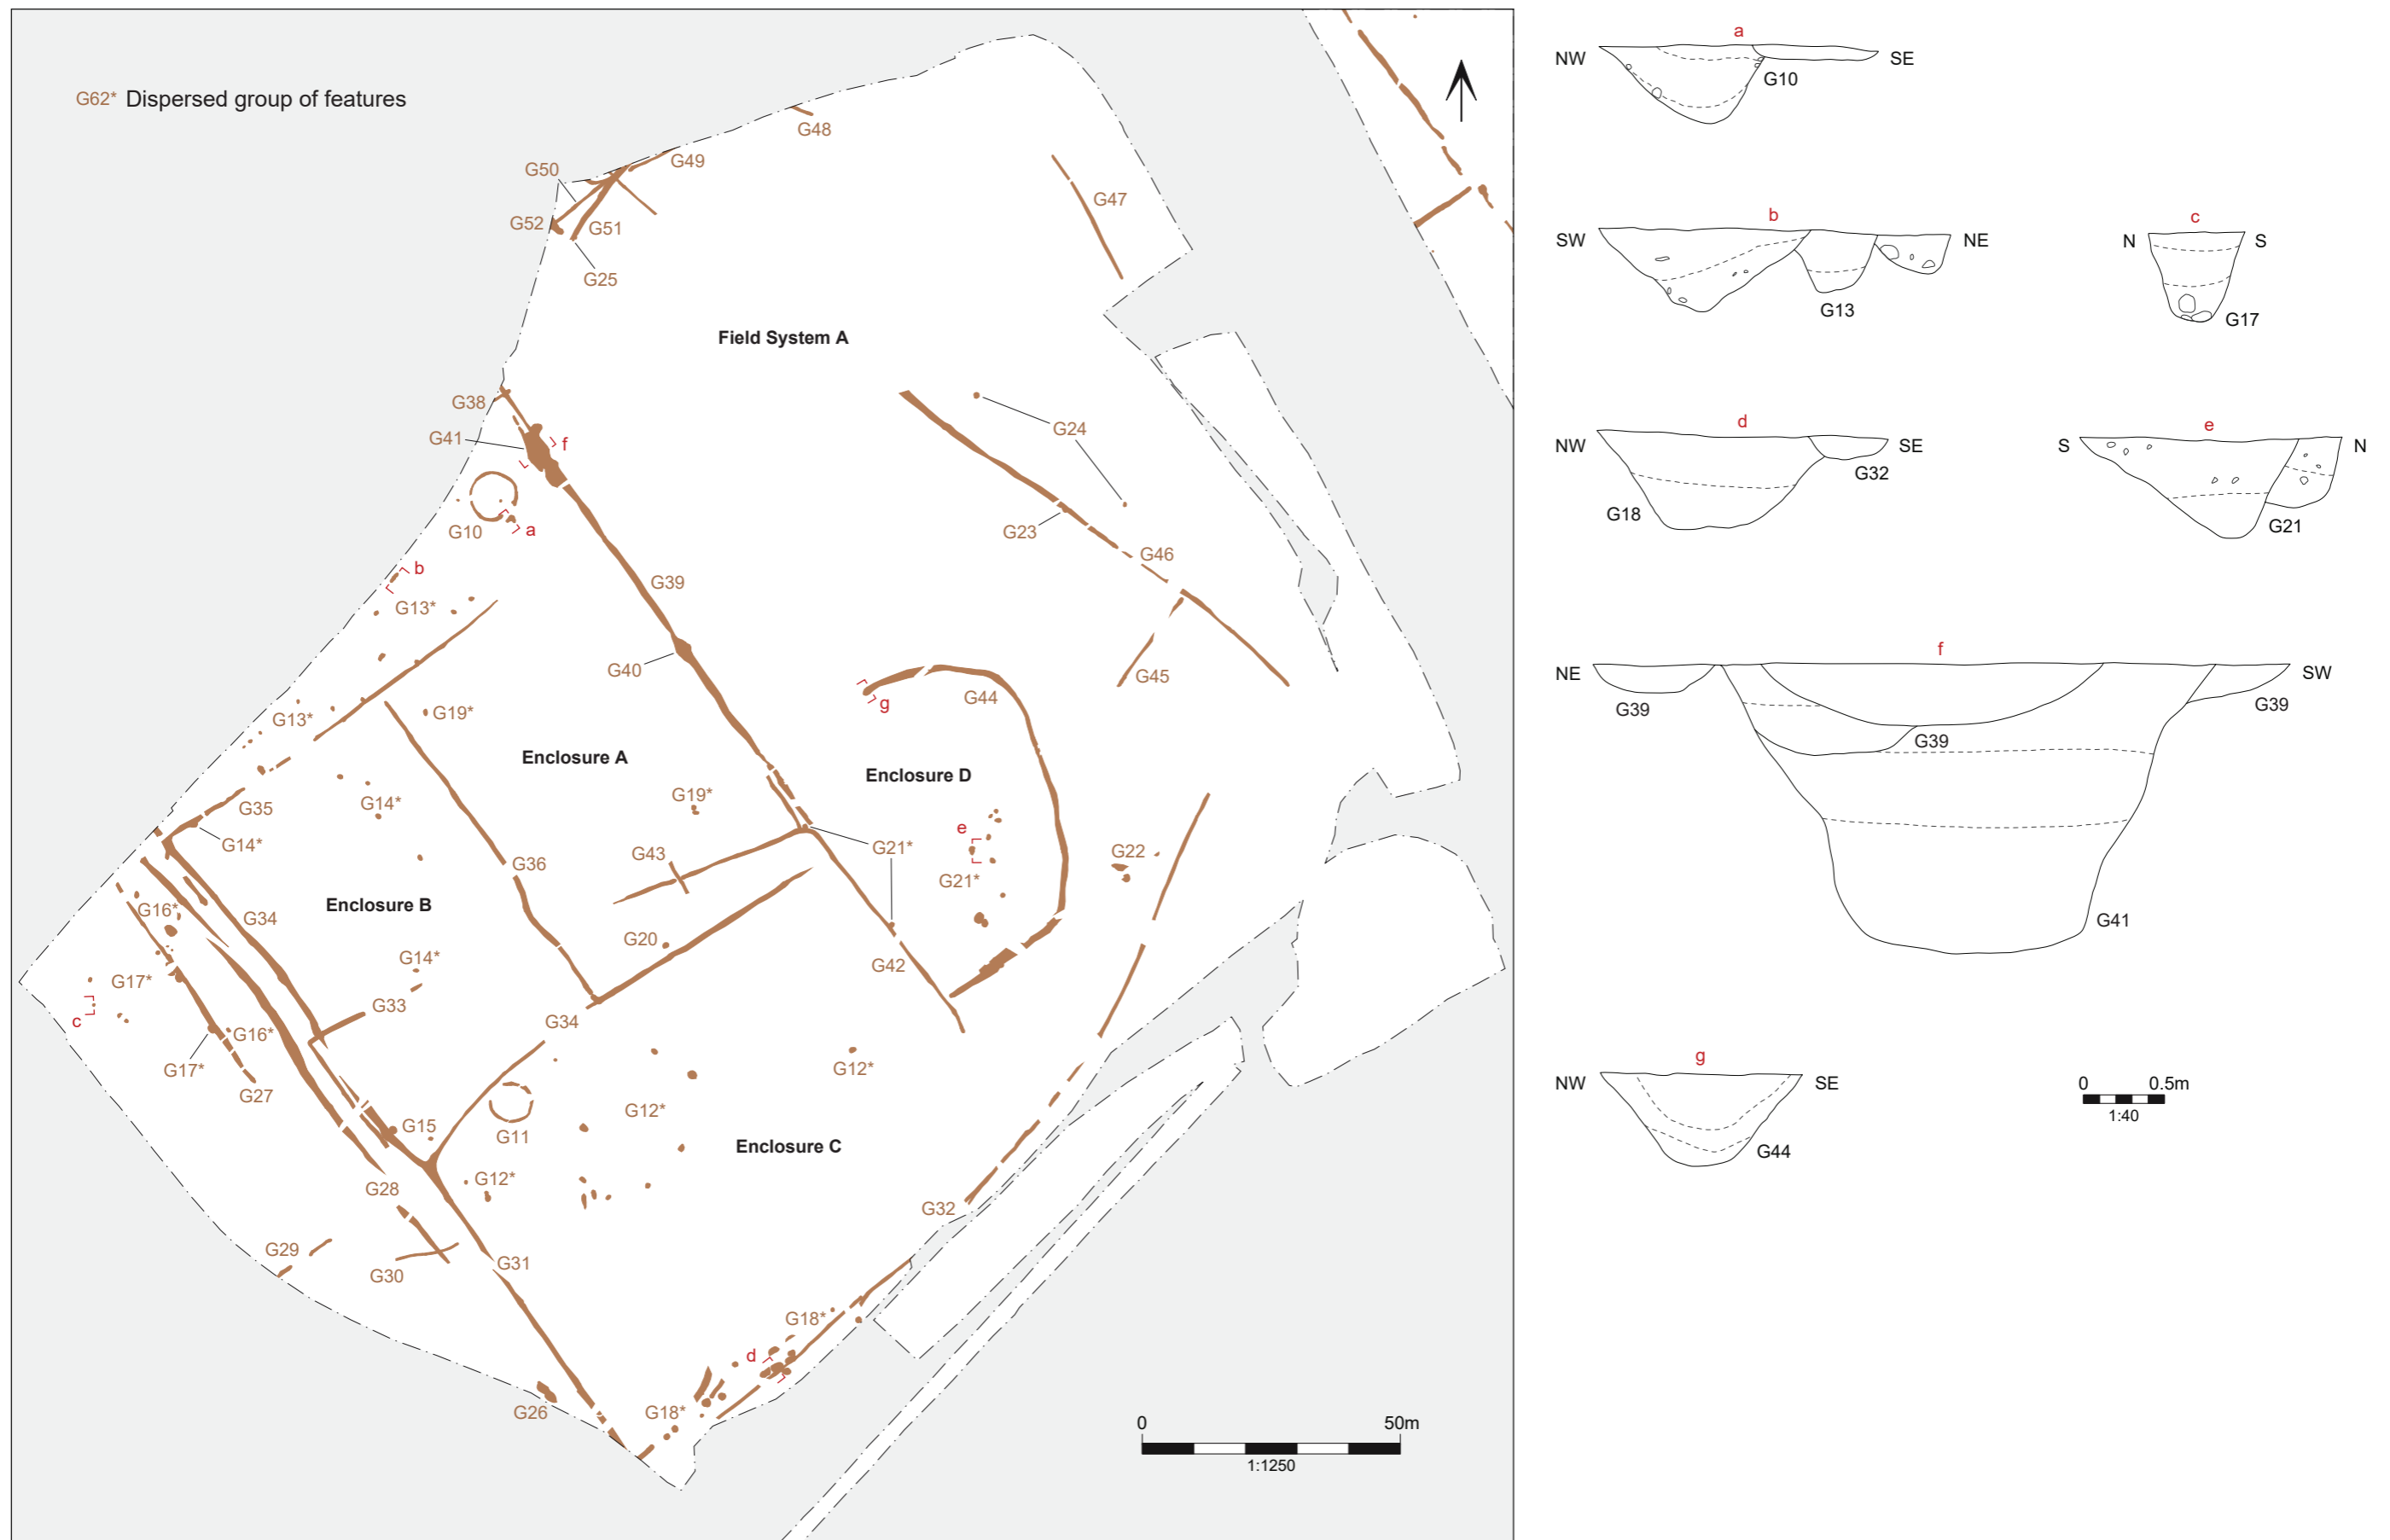 G62* Dispersed group of features
G48
G49
G50
G52
G51
G25
G47
Field System A
G38
G41
f
G24
G10
a
G23
G46
b
G39
G13*
G40
G45
G44
g
G13*
G19*
Enclosure A
Enclosure D
G19*
G14*
G35
G14*
e
G21*
G43
G22
G36
G21*
Enclosure B
G16*
G34
G20
G14*
G42
G17*
G33
c
G16*
G34
G17*
G27
G12*
G12*
G11
G15
Enclosure C
G12*
G28
G32
G29
G30
G31
G18*
d
G26
G18*
0 50m
1:1250
a
NW SE
G10
b
SW NE
G13
c
N S
G17
d
NW SE
G32
G18
e
S N
G21
f
NE SW
G39
G39
G39
G41
g
NW SE
G44
0 0.5m
1:40